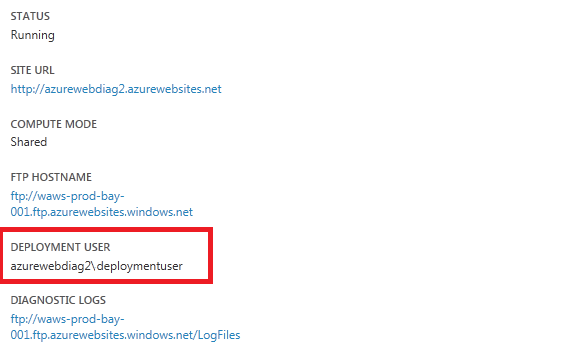 STATUS
Running
SITE URL
http://azurewebdiag2.azurewebsites.net
COMPUTE MODE
Shared
FTP HOSTNAME
ftp://waws-prod-bay-
001.ftp.azurewebsites.windows.net
DEPLOYMENT USER
azurewebdiag2\deploymentuser
DIAGNOSTIC LOGS
ftp://waws-prod-bay-
001.ftp.azurewebsites.windows.net/LogFiles